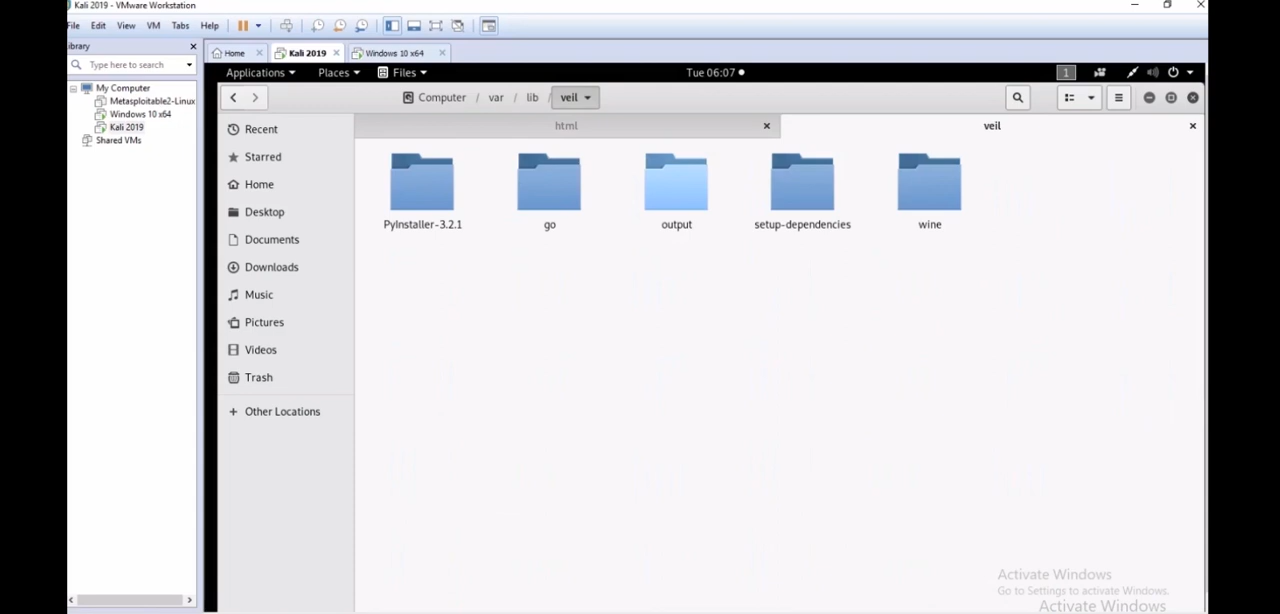 Kali 2019 - VMware Workstation
File Edit View VM Tabs Help
ibrary
Type here to search
My Computer
Metasploitable2-Linux
Windows 10 x64
Kali 2019
Shared VMs
Home Kali 2019 Windows 10 x64
Applications Places Files Tue 06:07 1
Computer / var / lib / veil
html veil
Recent
Starred
Home
Desktop
Documents
Downloads
Music
Pictures
Videos
Trash
+ Other Locations
PyInstaller-3.2.1 go output setup-dependencies wine
Activate Windows
Go to Settings to activate Windows.
Activate Windows